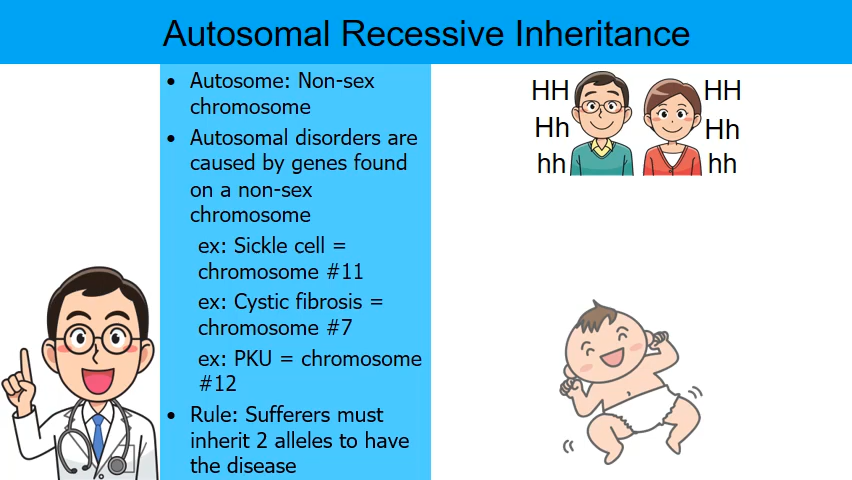 Autosomal Recessive Inheritance
• Autosome: Non-sex
chromosome
• Autosomal disorders are
caused by genes found
on a non-sex
chromosome
ex: Sickle cell =
chromosome #11
ex: Cystic fibrosis =
chromosome #7
ex: PKU = chromosome
#12
• Rule: Sufferers must
inherit 2 alleles to have
the disease
HH HH
Hh Hh
hh hh